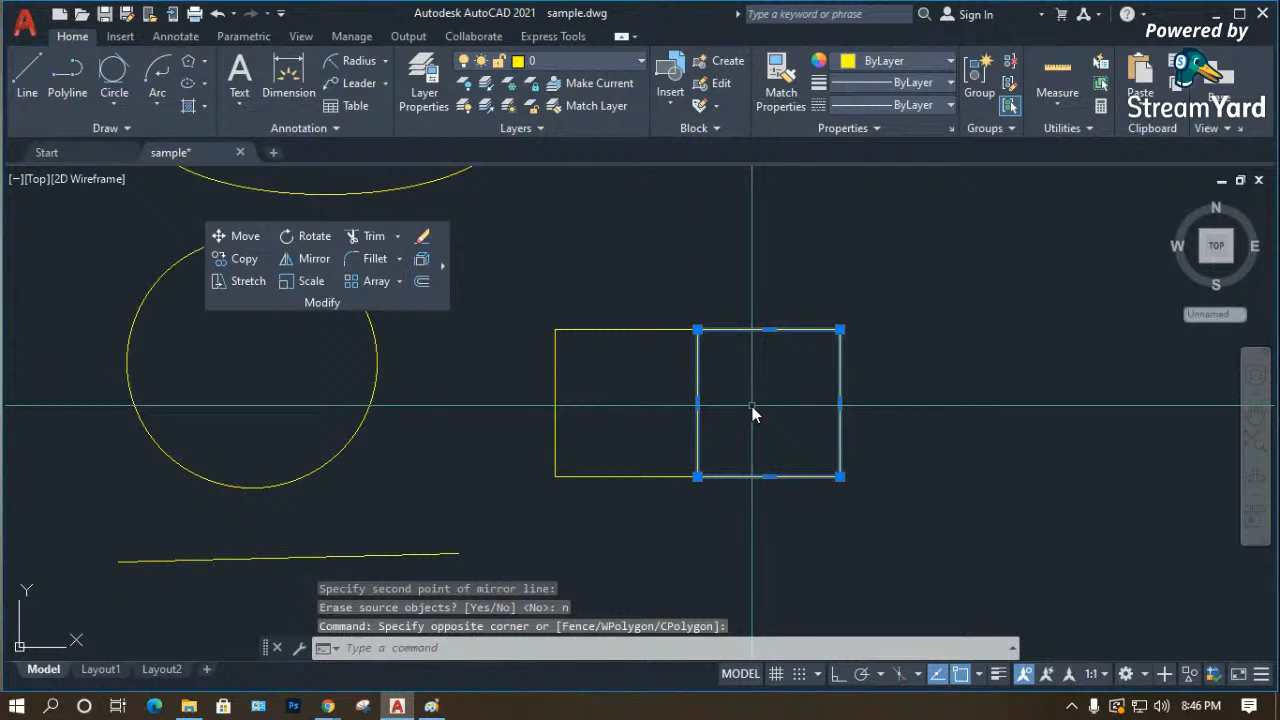 Autodesk AutoCAD 2021 sample.dwg
Type a keyword or phrase
Sign In
Powered by
StreamYard
Home Insert Annotate Parametric View Manage Output Collaborate Express Tools
Line Polyline Circle Arc
Draw
Text Dimension
Radius
Leader
Table
Annotation
Layer Properties
0
Make Current
Match Layer
Layers
Insert
Create
Edit
Block
Match Properties
ByLayer
ByLayer
ByLayer
Properties
Group
Groups
Measure
Utilities
Paste
Clipboard
View
Start
sample*
[−][Top][2D Wireframe]
N
W TOP E
S
Unnamed
Move Rotate Trim
Copy Mirror Fillet
Stretch Scale Array
Modify
Specify second point of mirror line:
Erase source objects? [Yes/No] <No>: n
Command: Specify opposite corner or [Fence/WPolygon/CPolygon]:
Type a command
Y
X
Model Layout1 Layout2
MODEL
1:1
8:46 PM